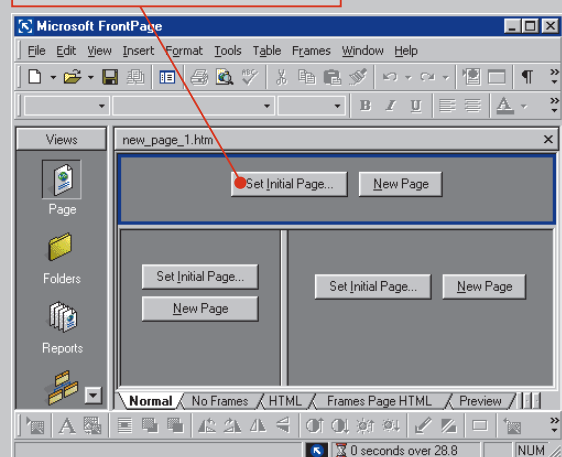 Microsoft FrontPage
File Edit View Insert Format Tools Table Frames Window Help
B I U A
Views
new_page_1.htm
Set Initial Page... New Page
Page
Set Initial Page...
New Page
Set Initial Page... New Page
Folders
Reports
Normal No Frames HTML Frames Page HTML Preview
A
0 seconds over 28.8 NUM